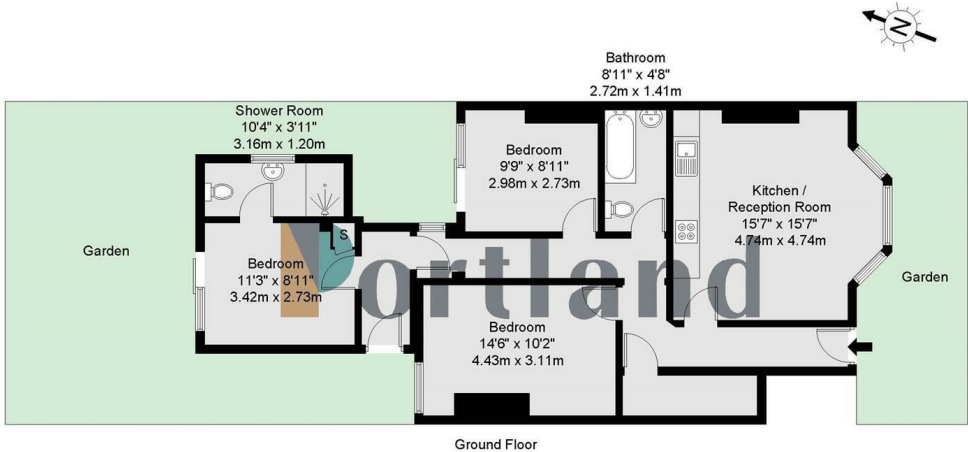 N
Bathroom
8'11" x 4'8"
2.72m x 1.41m
Shower Room
10'4" x 3'11"
3.16m x 1.20m
Bedroom
9'9" x 8'11"
2.98m x 2.73m
Kitchen /
Reception Room
15'7" x 15'7"
4.74m x 4.74m
Garden
S
Bedroom
11'3" x 8'11"
3.42m x 2.73m
Garden
Portland
Bedroom
14'6" x 10'2"
4.43m x 3.11m
Ground Floor